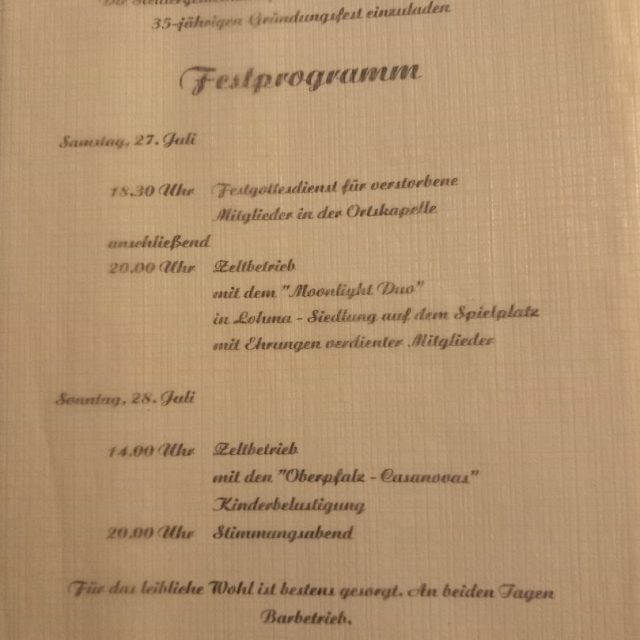 Die Siedlergemeinschaft
35-jährigen Gründungsfest einzuladen
Festprogramm
Samstag, 27. Juli
18.30 Uhr Festgottesdienst für verstorbene
Mitglieder in der Ortskapelle
anschließend
20.00 Uhr Zeltbetrieb
mit dem "Moonlight Duo"
in Lohma - Siedlung auf dem Spielplatz
mit Ehrungen verdienter Mitglieder
Sonntag, 28. Juli
14.00 Uhr Zeltbetrieb
mit den "Oberpfalz - Casanovas"
Kinderbelustigung
20.00 Uhr Stimmungsabend
Für das leibliche Wohl ist bestens gesorgt. An beiden Tagen
Barbetrieb.